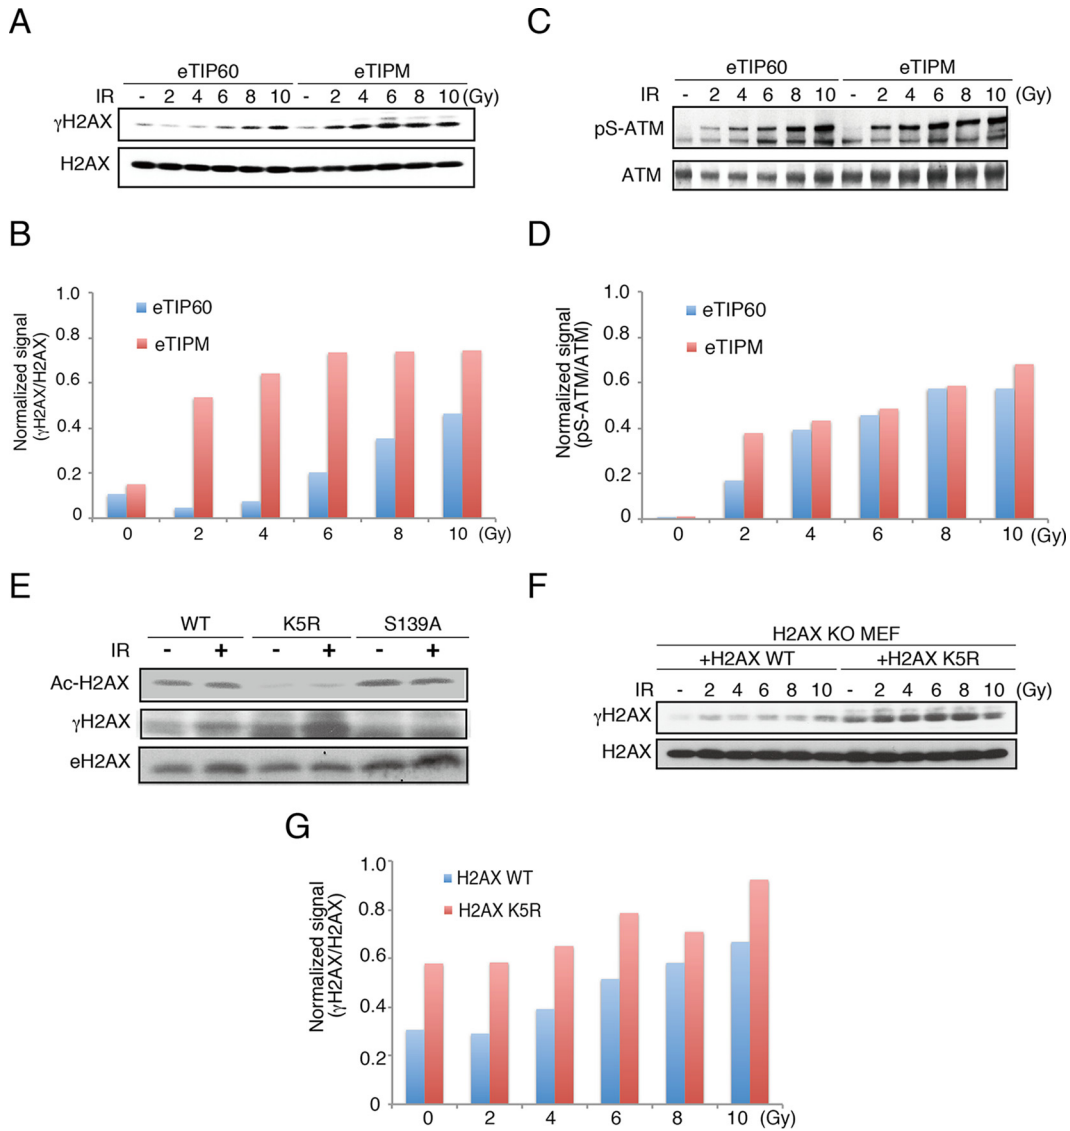 A
eTIP60 eTIPM
IR - 2 4 6 8 10 - 2 4 6 8 10 (Gy)
γH2AX
H2AX
C
eTIP60 eTIPM
IR - 2 4 6 8 10 - 2 4 6 8 10 (Gy)
pS-ATM
ATM
B
Normalized signal
(γH2AX/H2AX)
1.0
0.8
0.6
0.4
0.2
0
eTIP60
eTIPM
0 2 4 6 8 10 (Gy)
D
Normalized signal
(pS-ATM/ATM)
1.0
0.8
0.6
0.4
0.2
0
eTIP60
eTIPM
0 2 4 6 8 10 (Gy)
E
WT K5R S139A
IR - + - + - +
Ac-H2AX
γH2AX
eH2AX
F
H2AX KO MEF
+H2AX WT +H2AX K5R
IR - 2 4 6 8 10 - 2 4 6 8 10 (Gy)
γH2AX
H2AX
G
Normalized signal
(γH2AX/H2AX)
1.0
0.8
0.6
0.4
0.2
0
H2AX WT
H2AX K5R
0 2 4 6 8 10 (Gy)